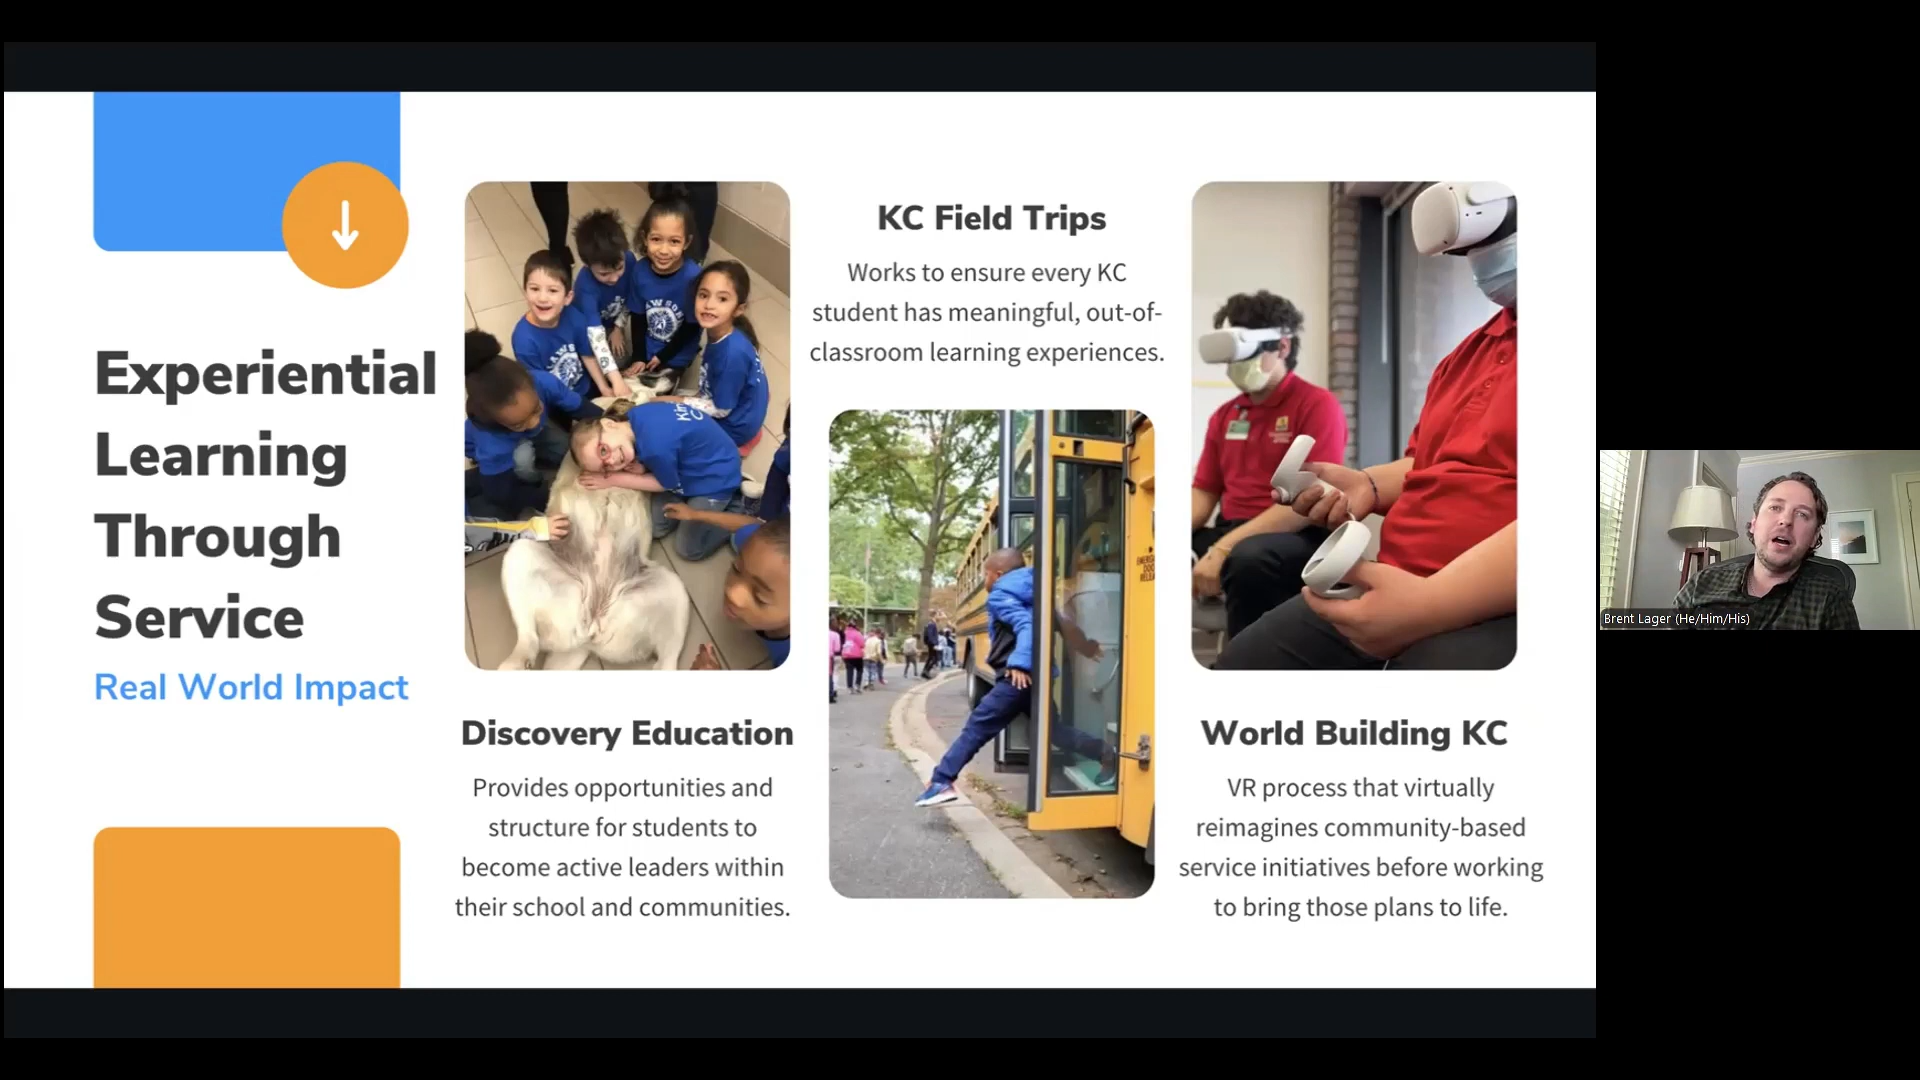 Experiential
Learning
Through
Service
Real World Impact
Discovery Education
Provides opportunities and
structure for students to
become active leaders within
their school and communities.
KC Field Trips
Works to ensure every KC
student has meaningful, out-of-
classroom learning experiences.
World Building KC
VR process that virtually
reimagines community-based
service initiatives before working
to bring those plans to life.
Brent Lager (He/Him/His)